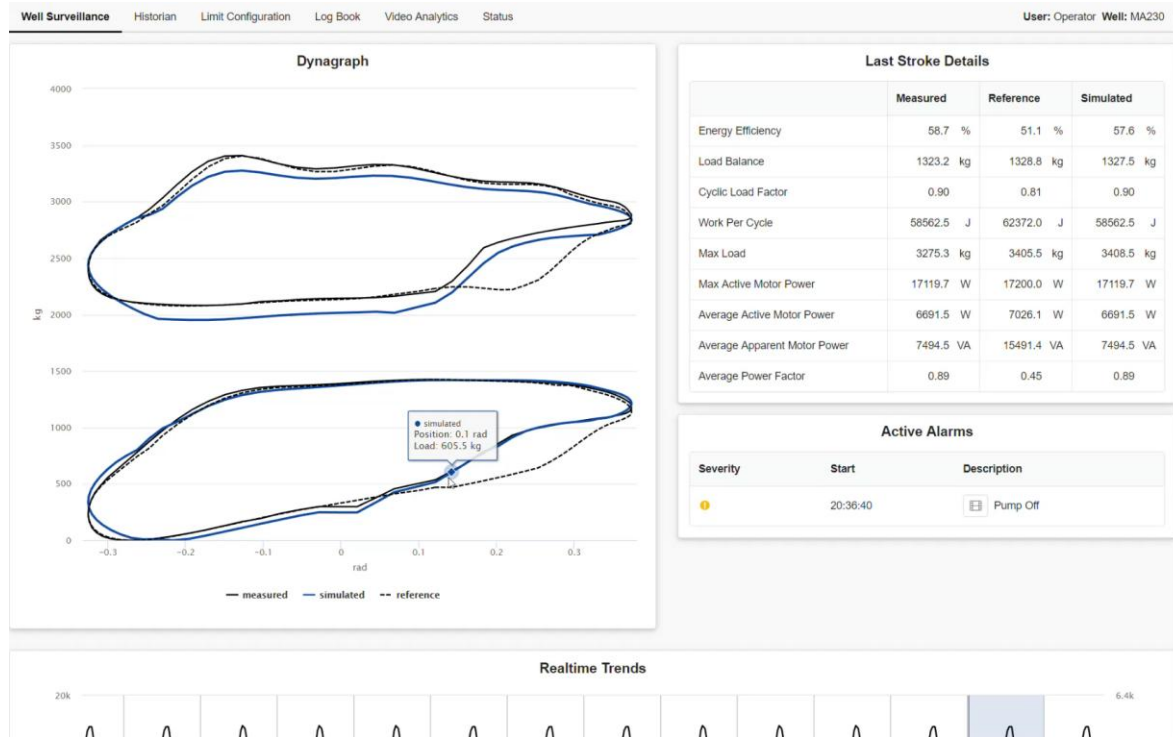 Well Surveillance Historian Limit Configuration Log Book Video Analytics Status User: Operator Well: MA230
Dynagraph
4000
3500
3000
2500
kg
2000
1500
1000
500
0
simulated
Position: 0.1 rad
Load: 605.5 kg
-0.3 -0.2 -0.1 0 0.1 0.2 0.3
rad
measured simulated reference
Last Stroke Details
Measured Reference Simulated
Energy Efficiency 58.7 % 51.1 % 57.6 %
Load Balance 1323.2 kg 1328.8 kg 1327.5 kg
Cyclic Load Factor 0.90 0.81 0.90
Work Per Cycle 58562.5 J 62372.0 J 58562.5 J
Max Load 3275.3 kg 3405.5 kg 3408.5 kg
Max Active Motor Power 17119.7 W 17200.0 W 17119.7 W
Average Active Motor Power 6691.5 W 7026.1 W 6691.5 W
Average Apparent Motor Power 7494.5 VA 15491.4 VA 7494.5 VA
Average Power Factor 0.89 0.45 0.89
Active Alarms
Severity Start Description
20:36:40 Pump Off
Realtime Trends
20k 6.4k